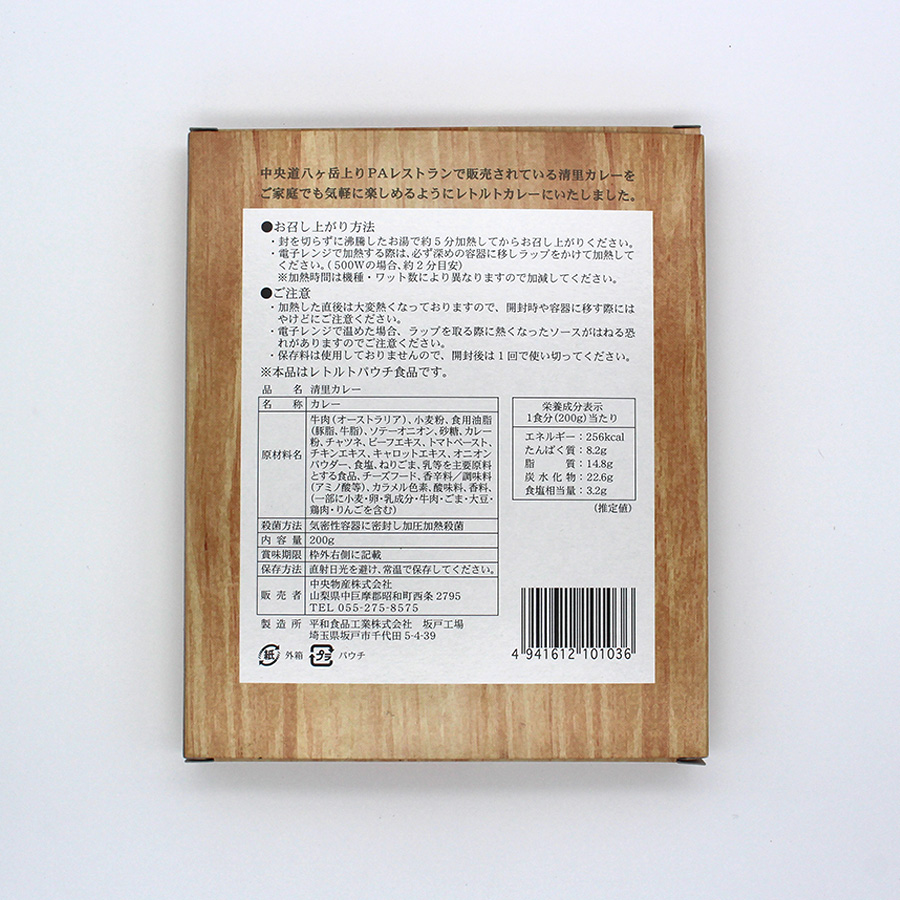 中央道八ヶ岳上りPAレストランで販売されている清里カレーを
ご家庭でも気軽に楽しめるようにレトルトカレーにいたしました。
●お召し上がり方法
・封を切らずに沸騰したお湯で約５分加熱してからお召し上がりください。
・電子レンジで加熱する際は、必ず深めの容器に移しラップをかけて加熱して
ください。（500Wの場合、約２分目安）
※加熱時間は機種・ワット数により異なりますので加減してください。
●ご注意
・加熱した直後は大変熱くなっておりますので、開封時や容器に移す際には
やけどにご注意ください。
・電子レンジで温めた場合、ラップを取る際に熱くなったソースがはねる恐
れがありますのでご注意ください。
・保存料は使用しておりませんので、開封後は１回で使い切ってください。
※本品はレトルトパウチ食品です。
品名 清里カレー
名称 カレー
原材料名
牛肉（オーストラリア）、小麦粉、食用油脂
（豚脂、牛脂）、ソテーオニオン、砂糖、カレー
粉、チャツネ、ビーフエキス、トマトペースト、
チキンエキス、キャロットエキス、オニオン
パウダー、食塩、ねりごま、乳等を主要原料
とする食品、チーズフード、香辛料／調味料
（アミノ酸等）、カラメル色素、酸味料、香料、
（一部に小麦・卵・乳成分・牛肉・ごま・大豆・
鶏肉・りんごを含む）
殺菌方法 気密性容器に密封し加圧加熱殺菌
内容量 200g
賞味期限 枠外右側に記載
保存方法 直射日光を避け、常温で保存してください。
販売者
中央物産株式会社
山梨県中巨摩郡昭和町西条2795
TEL 055-275-8575
製造所 平和食品工業株式会社 坂戸工場
埼玉県坂戸市千代田5-4-39
紙 外箱 プラ パウチ
栄養成分表示
1食分（200g）当たり
エネルギー：256kcal
たんぱく質：8.2g
脂質：14.8g
炭水化物：22.6g
食塩相当量：3.2g
（推定値）
4 941612 101036